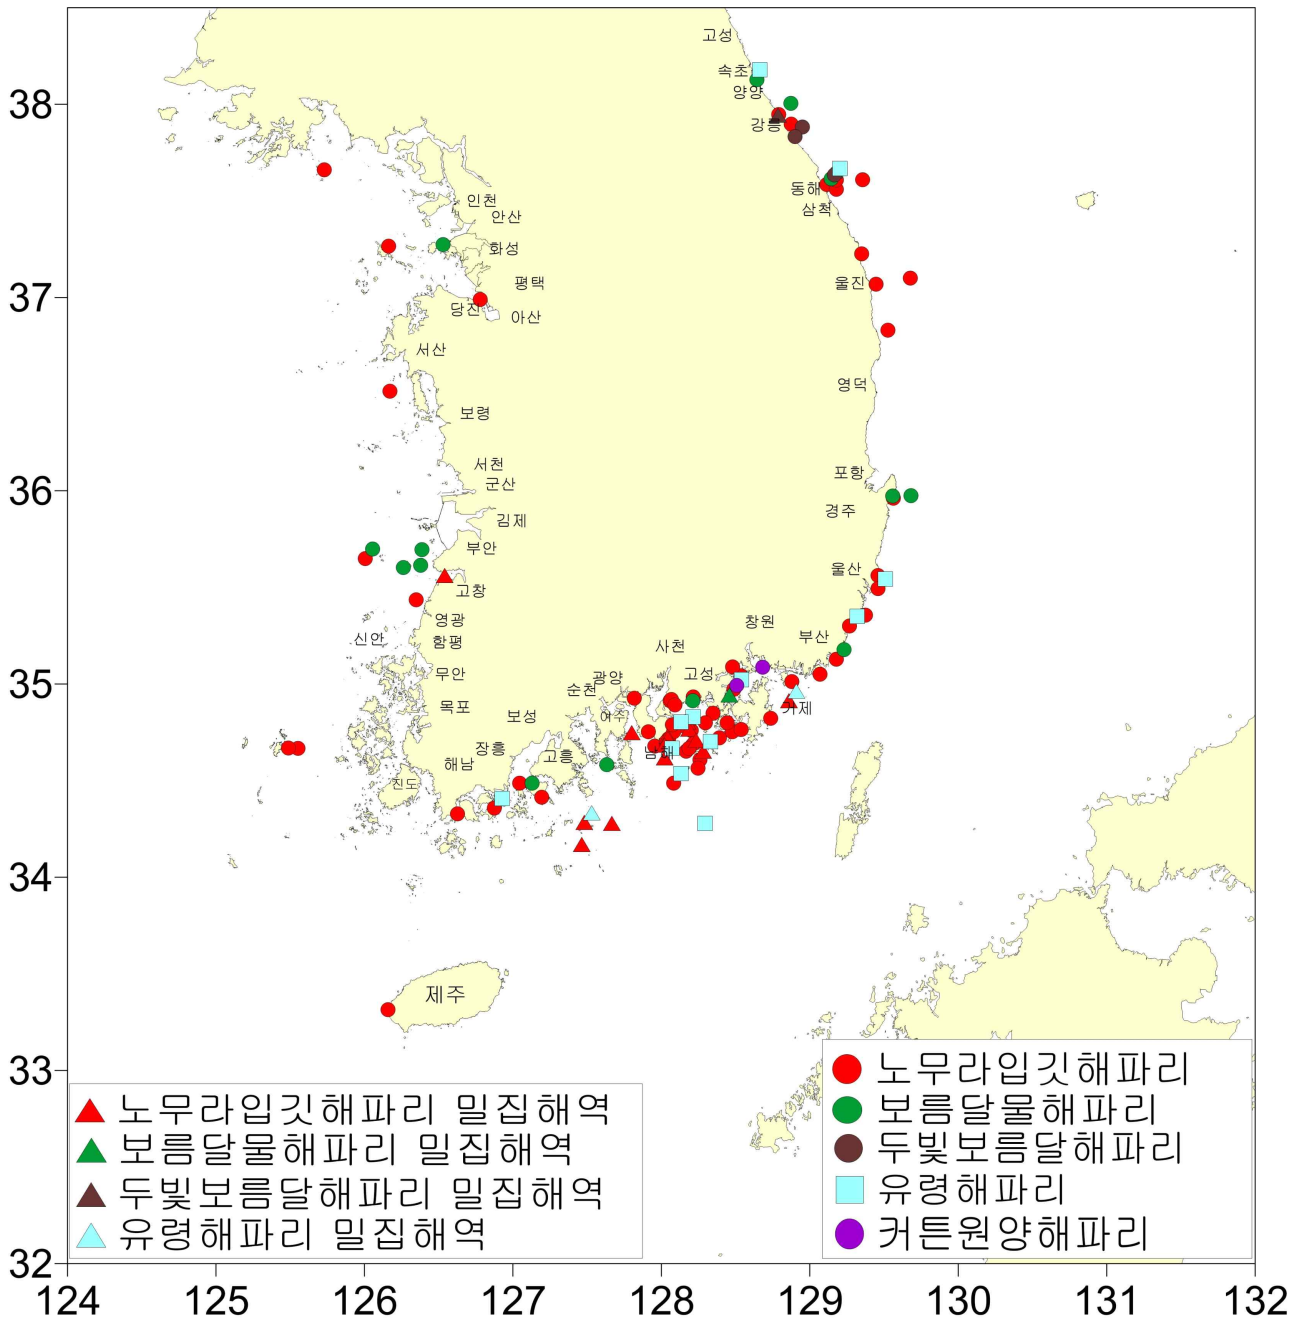 고성
속초
양양
강릉
동해
삼척
38
인천
안산
화성
평택
37
당진
아산
울진
서산
영덕
보령
서천
포항
36
군산
경주
김제
부안
울산
고창
영광
신안
함평
창원
부산
사천
35
무안
고성
광양
순천
목포
보성
여수
거제
장흥
고흥
남해
해남
진도
34
제주
33
노무라입깃해파리 밀집해역
보름달물해파리 밀집해역
두빛보름달해파리 밀집해역
유령해파리 밀집해역
노무라입깃해파리
보름달물해파리
두빛보름달해파리
유령해파리
커튼원양해파리
32
124 125 126 127 128 129 130 131 132